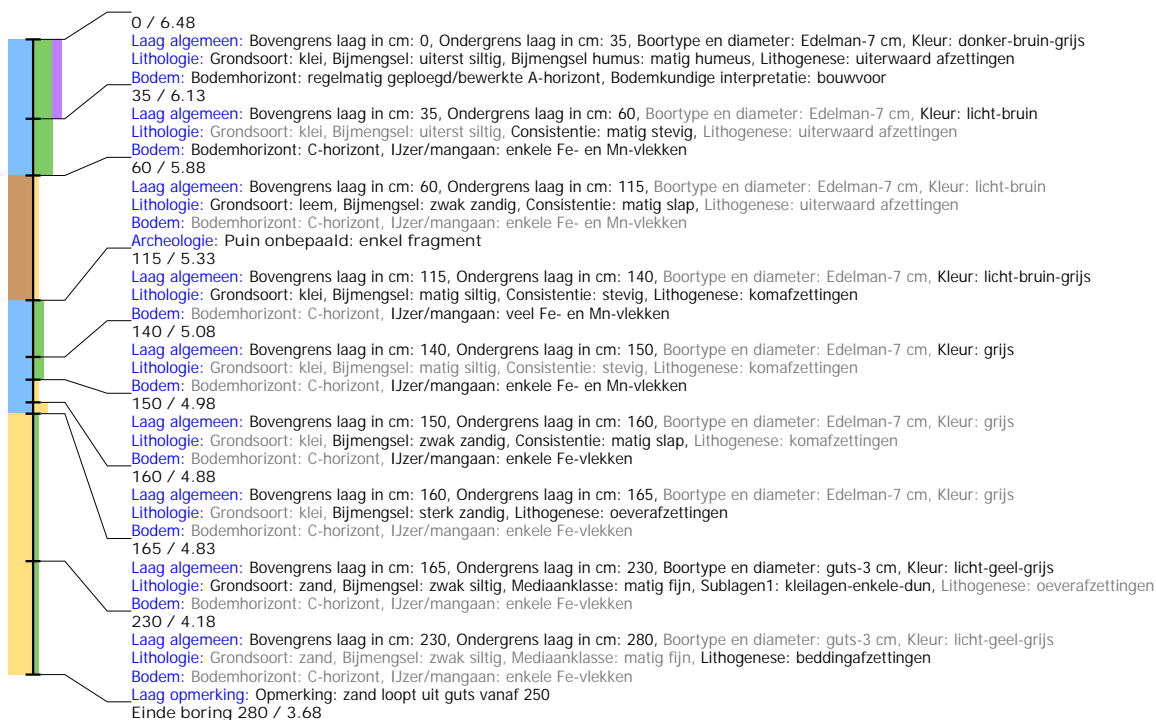 0 / 6.48
Laag algemeen: Bovengrens laag in cm: 0, Ondergrens laag in cm: 35, Boortype en diameter: Edelman-7 cm, Kleur: donker-bruin-grijs
Lithologie: Grondsoort: klei, Bijmengsel: uiterst siltig, Bijmengsel humus: matig humeus, Lithogenese: uiterwaard afzettingen
Bodem: Bodemhorizont: regelmatig geploegd/bewerkte A-horizont, Bodemkundige interpretatie: bouwvoor
35 / 6.13
Laag algemeen: Bovengrens laag in cm: 35, Ondergrens laag in cm: 60, Boortype en diameter: Edelman-7 cm, Kleur: licht-bruin
Lithologie: Grondsoort: klei, Bijmengsel: uiterst siltig, Consistentie: matig stevig, Lithogenese: uiterwaard afzettingen
Bodem: Bodemhorizont: C-horizont, IJzer/mangaan: enkele Fe- en Mn-vlekken
60 / 5.88
Laag algemeen: Bovengrens laag in cm: 60, Ondergrens laag in cm: 115, Boortype en diameter: Edelman-7 cm, Kleur: licht-bruin
Lithologie: Grondsoort: leem, Bijmengsel: zwak zandig, Consistentie: matig slap, Lithogenese: uiterwaard afzettingen
Bodem: Bodemhorizont: C-horizont, IJzer/mangaan: enkele Fe- en Mn-vlekken
Archeologie: Puin onbepaald: enkel fragment
115 / 5.33
Laag algemeen: Bovengrens laag in cm: 115, Ondergrens laag in cm: 140, Boortype en diameter: Edelman-7 cm, Kleur: licht-bruin-grijs
Lithologie: Grondsoort: klei, Bijmengsel: matig siltig, Consistentie: stevig, Lithogenese: komafzettingen
Bodem: Bodemhorizont: C-horizont, IJzer/mangaan: veel Fe- en Mn-vlekken
140 / 5.08
Laag algemeen: Bovengrens laag in cm: 140, Ondergrens laag in cm: 150, Boortype en diameter: Edelman-7 cm, Kleur: grijs
Lithologie: Grondsoort: klei, Bijmengsel: matig siltig, Consistentie: stevig, Lithogenese: komafzettingen
Bodem: Bodemhorizont: C-horizont, IJzer/mangaan: enkele Fe- en Mn-vlekken
150 / 4.98
Laag algemeen: Bovengrens laag in cm: 150, Ondergrens laag in cm: 160, Boortype en diameter: Edelman-7 cm, Kleur: grijs
Lithologie: Grondsoort: klei, Bijmengsel: zwak zandig, Consistentie: matig slap, Lithogenese: komafzettingen
Bodem: Bodemhorizont: C-horizont, IJzer/mangaan: enkele Fe-vlekken
160 / 4.88
Laag algemeen: Bovengrens laag in cm: 160, Ondergrens laag in cm: 165, Boortype en diameter: Edelman-7 cm, Kleur: grijs
Lithologie: Grondsoort: klei, Bijmengsel: sterk zandig, Lithogenese: oeverafzettingen
Bodem: Bodemhorizont: C-horizont, IJzer/mangaan: enkele Fe-vlekken
165 / 4.83
Laag algemeen: Bovengrens laag in cm: 165, Ondergrens laag in cm: 230, Boortype en diameter: guts-3 cm, Kleur: licht-geel-grijs
Lithologie: Grondsoort: zand, Bijmengsel: zwak siltig, Mediaanklasse: matig fijn, Sublagen1: kleilagen-enkele-dun, Lithogenese: oeverafzettingen
Bodem: Bodemhorizont: C-horizont, IJzer/mangaan: enkele Fe-vlekken
230 / 4.18
Laag algemeen: Bovengrens laag in cm: 230, Ondergrens laag in cm: 280, Boortype en diameter: guts-3 cm, Kleur: licht-geel-grijs
Lithologie: Grondsoort: zand, Bijmengsel: zwak siltig, Mediaanklasse: matig fijn, Lithogenese: beddingafzettingen
Bodem: Bodemhorizont: C-horizont, IJzer/mangaan: enkele Fe-vlekken
Laag opmerking: Opmerking: zand loopt uit guts vanaf 250
Einde boring 280 / 3.68